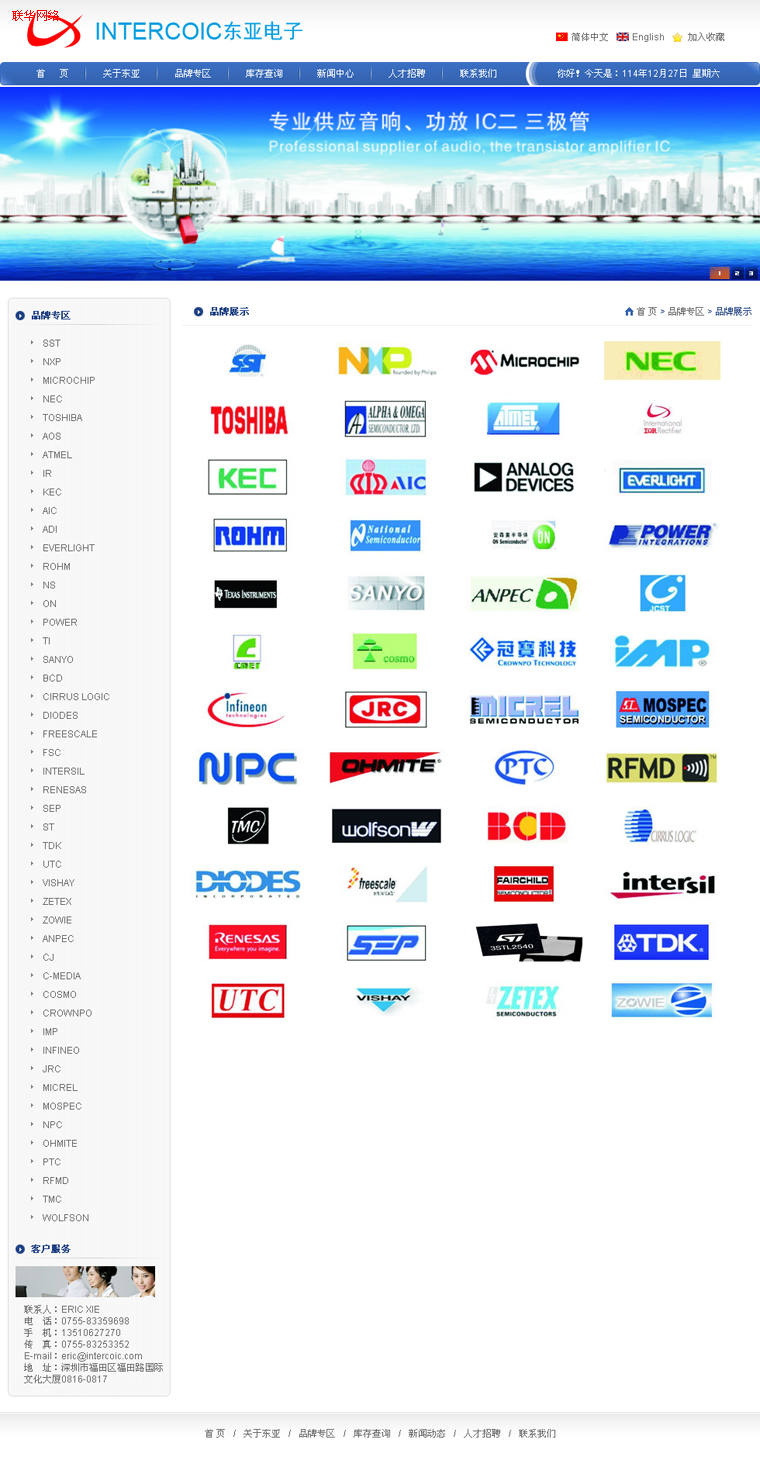 联华网络
INTERCOIC东亚电子
简体中文 English 加入收藏
首 页 关于东亚 品牌专区 库存查询 新闻中心 人才招聘 联系我们 你好！今天是：114年12月27日 星期六
专业供应音响、功放 IC二 三极管
Professional supplier of audio, the transistor amplifier IC
1 2 3
品牌专区
SST
NXP
MICROCHIP
NEC
TOSHIBA
AOS
ATMEL
IR
KEC
AIC
ADI
EVERLIGHT
ROHM
NS
ON
POWER
TI
SANYO
BCD
CIRRUS LOGIC
DIODES
FREESCALE
FSC
INTERSIL
RENESAS
SEP
ST
TDK
UTC
VISHAY
ZETEX
ZOWIE
ANPEC
CJ
C-MEDIA
COSMO
CROWNPO
IMP
INFINEO
JRC
MICREL
MOSPEC
NPC
OHMITE
PTC
RFMD
TMC
WOLFSON
客户服务
联系人：ERIC XIE
电 话：0755-83359698
手 机：13510627270
传 真：0755-83253352
E-mail：eric@intercoic.com
地 址：深圳市福田区福田路国际
文化大厦0816-0817
品牌展示
首 页 > 品牌专区 > 品牌展示
SST NXP founded by Philips MICROCHIP NEC
TOSHIBA ALPHA & OMEGA SEMICONDUCTOR LTD. ATMEL International IOR Rectifier
KEC AIC ANALOG DEVICES EVERLIGHT
ROHM National Semiconductor 安森美半导体 ON Semiconductor ON POWER INTEGRATIONS
TEXAS INSTRUMENTS SANYO ANPEC JCST
cosmo 冠寶科技 CROWNPO TECHNOLOGY imp
Infineon technologies JRC MICREL SEMICONDUCTOR MOSPEC SEMICONDUCTOR
NPC OHMITE PTC RFMD
TMC wolfson BCD CIRRUS LOGIC
DIODES INCORPORATED freescale FAIRCHILD SEMICONDUCTOR intersil
RENESAS Everywhere you imagine. SEP ST 3STL2540 TDK
UTC VISHAY ZETEX SEMICONDUCTORS ZOWIE
首 页 / 关于东亚 / 品牌专区 / 库存查询 / 新闻动态 / 人才招聘 / 联系我们